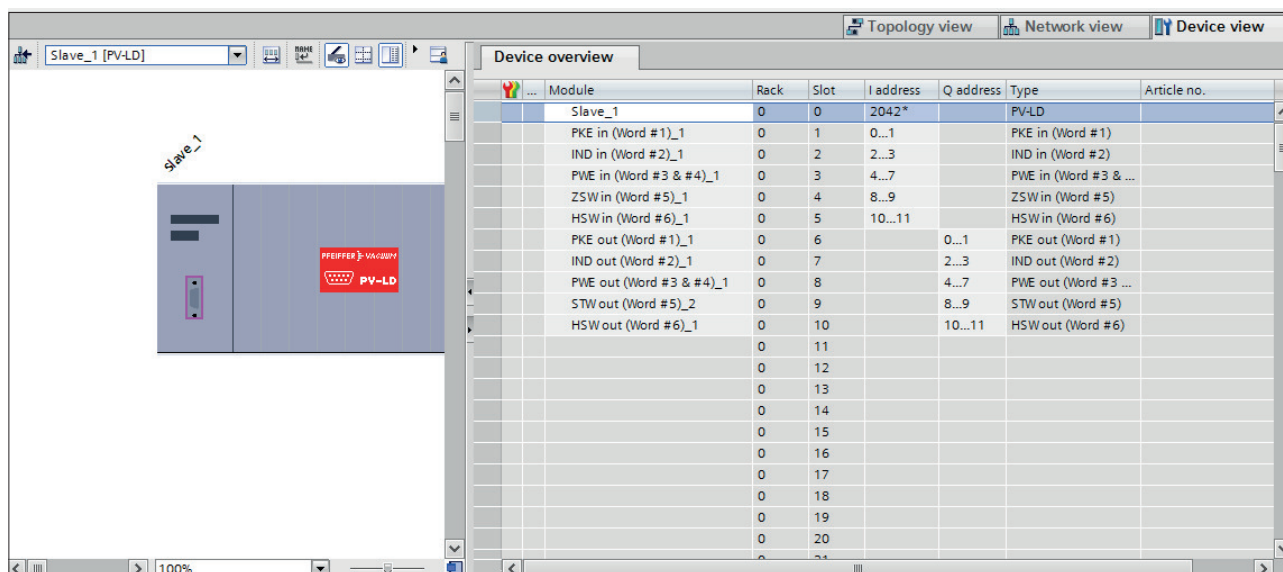 Topology view Network view Device view
Slave_1 [PV-LD]
NAME
Device overview
... Module Rack Slot I address Q address Type Article no.
Slave_1 0 0 2042* PV-LD
PKE in (Word #1)_1 0 1 0...1 PKE in (Word #1)
IND in (Word #2)_1 0 2 2...3 IND in (Word #2)
PWE in (Word #3 & #4)_1 0 3 4...7 PWE in (Word #3 & ...
ZSW in (Word #5)_1 0 4 8...9 ZSW in (Word #5)
HSW in (Word #6)_1 0 5 10...11 HSW in (Word #6)
PKE out (Word #1)_1 0 6 0...1 PKE out (Word #1)
IND out (Word #2)_1 0 7 2...3 IND out (Word #2)
PWE out (Word #3 & #4)_1 0 8 4...7 PWE out (Word #3 ...
STW out (Word #5)_2 0 9 8...9 STW out (Word #5)
HSW out (Word #6)_1 0 10 10...11 HSW out (Word #6)
0 11
0 12
0 13
0 14
0 15
0 16
0 17
0 18
0 19
0 20
Slave_1
PFEIFFER VACUUM
PV-LD
100%